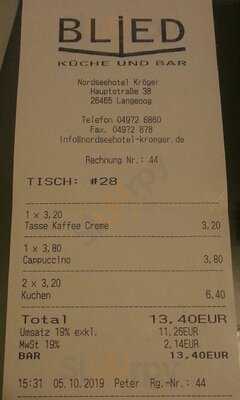 BLIED
KÜCHE UND BAR
Nordseehotel Kröger
Hauptstraße 38
26465 Langeoog
Telefon 04972 6860
Fax. 04972 878
info@nordseehotel-kroeger.de
Rechnung Nr.: 44
TISCH: #28
1 x 3,20
Tasse Kaffee Creme 3,20
1 x 3,80
Cappuccino 3,80
2 x 3,20
Kuchen 6,40
Total 13,40EUR
Umsatz 19% exkl. 11,26EUR
MwSt 19% 2,14EUR
BAR 13,40EUR
15:31 05.10.2019 Peter Rg.-Nr.: 44